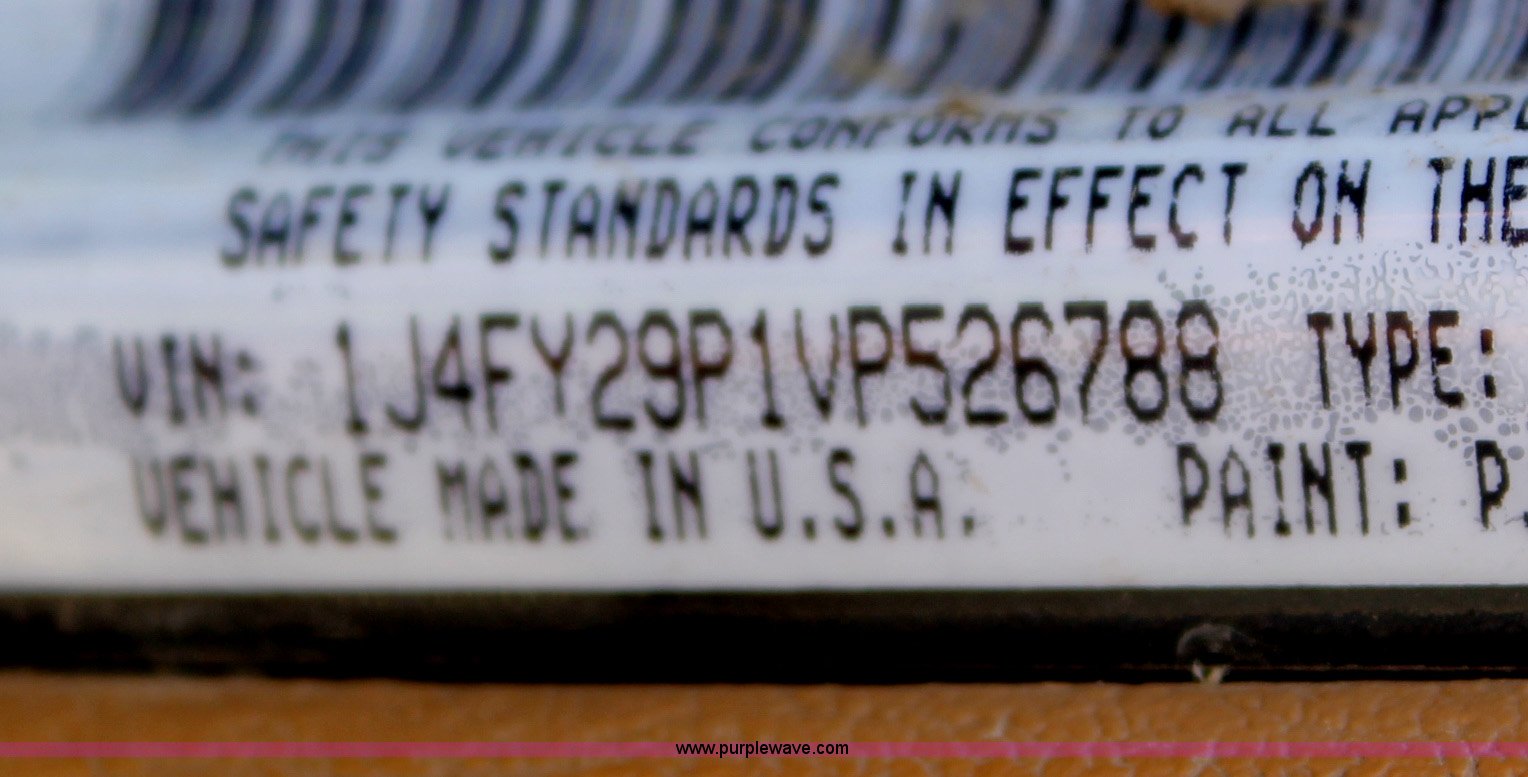 THIS VEHICLE CONFORMS TO ALL APPL
SAFETY STANDARDS IN EFFECT ON THE
VIN: 1J4FY29P1VP526788 TYPE:
VEHICLE MADE IN U.S.A. PAINT: P.
www.purplewave.com